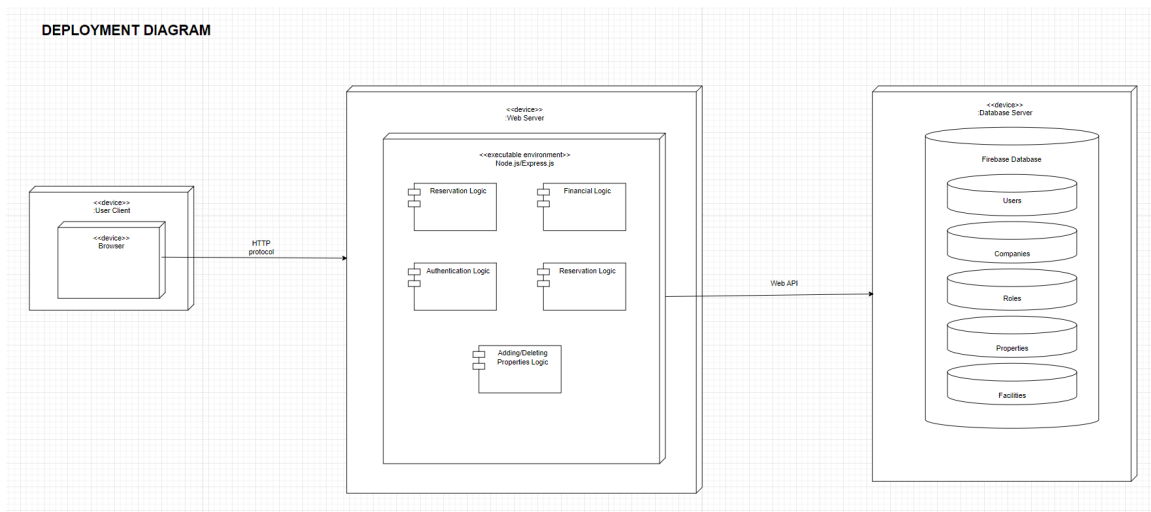 DEPLOYMENT DIAGRAM
<<device>>
:User Client
<<device>>
Browser
HTTP
protocol
<<device>>
:Web Server
<<executable environment>>
Node.js/Express.js
Reservation Logic
Financial Logic
Authentication Logic
Reservation Logic
Adding/Deleting
Properties Logic
Web API
<<device>>
:Database Server
Firebase Database
Users
Companies
Roles
Properties
Facilities